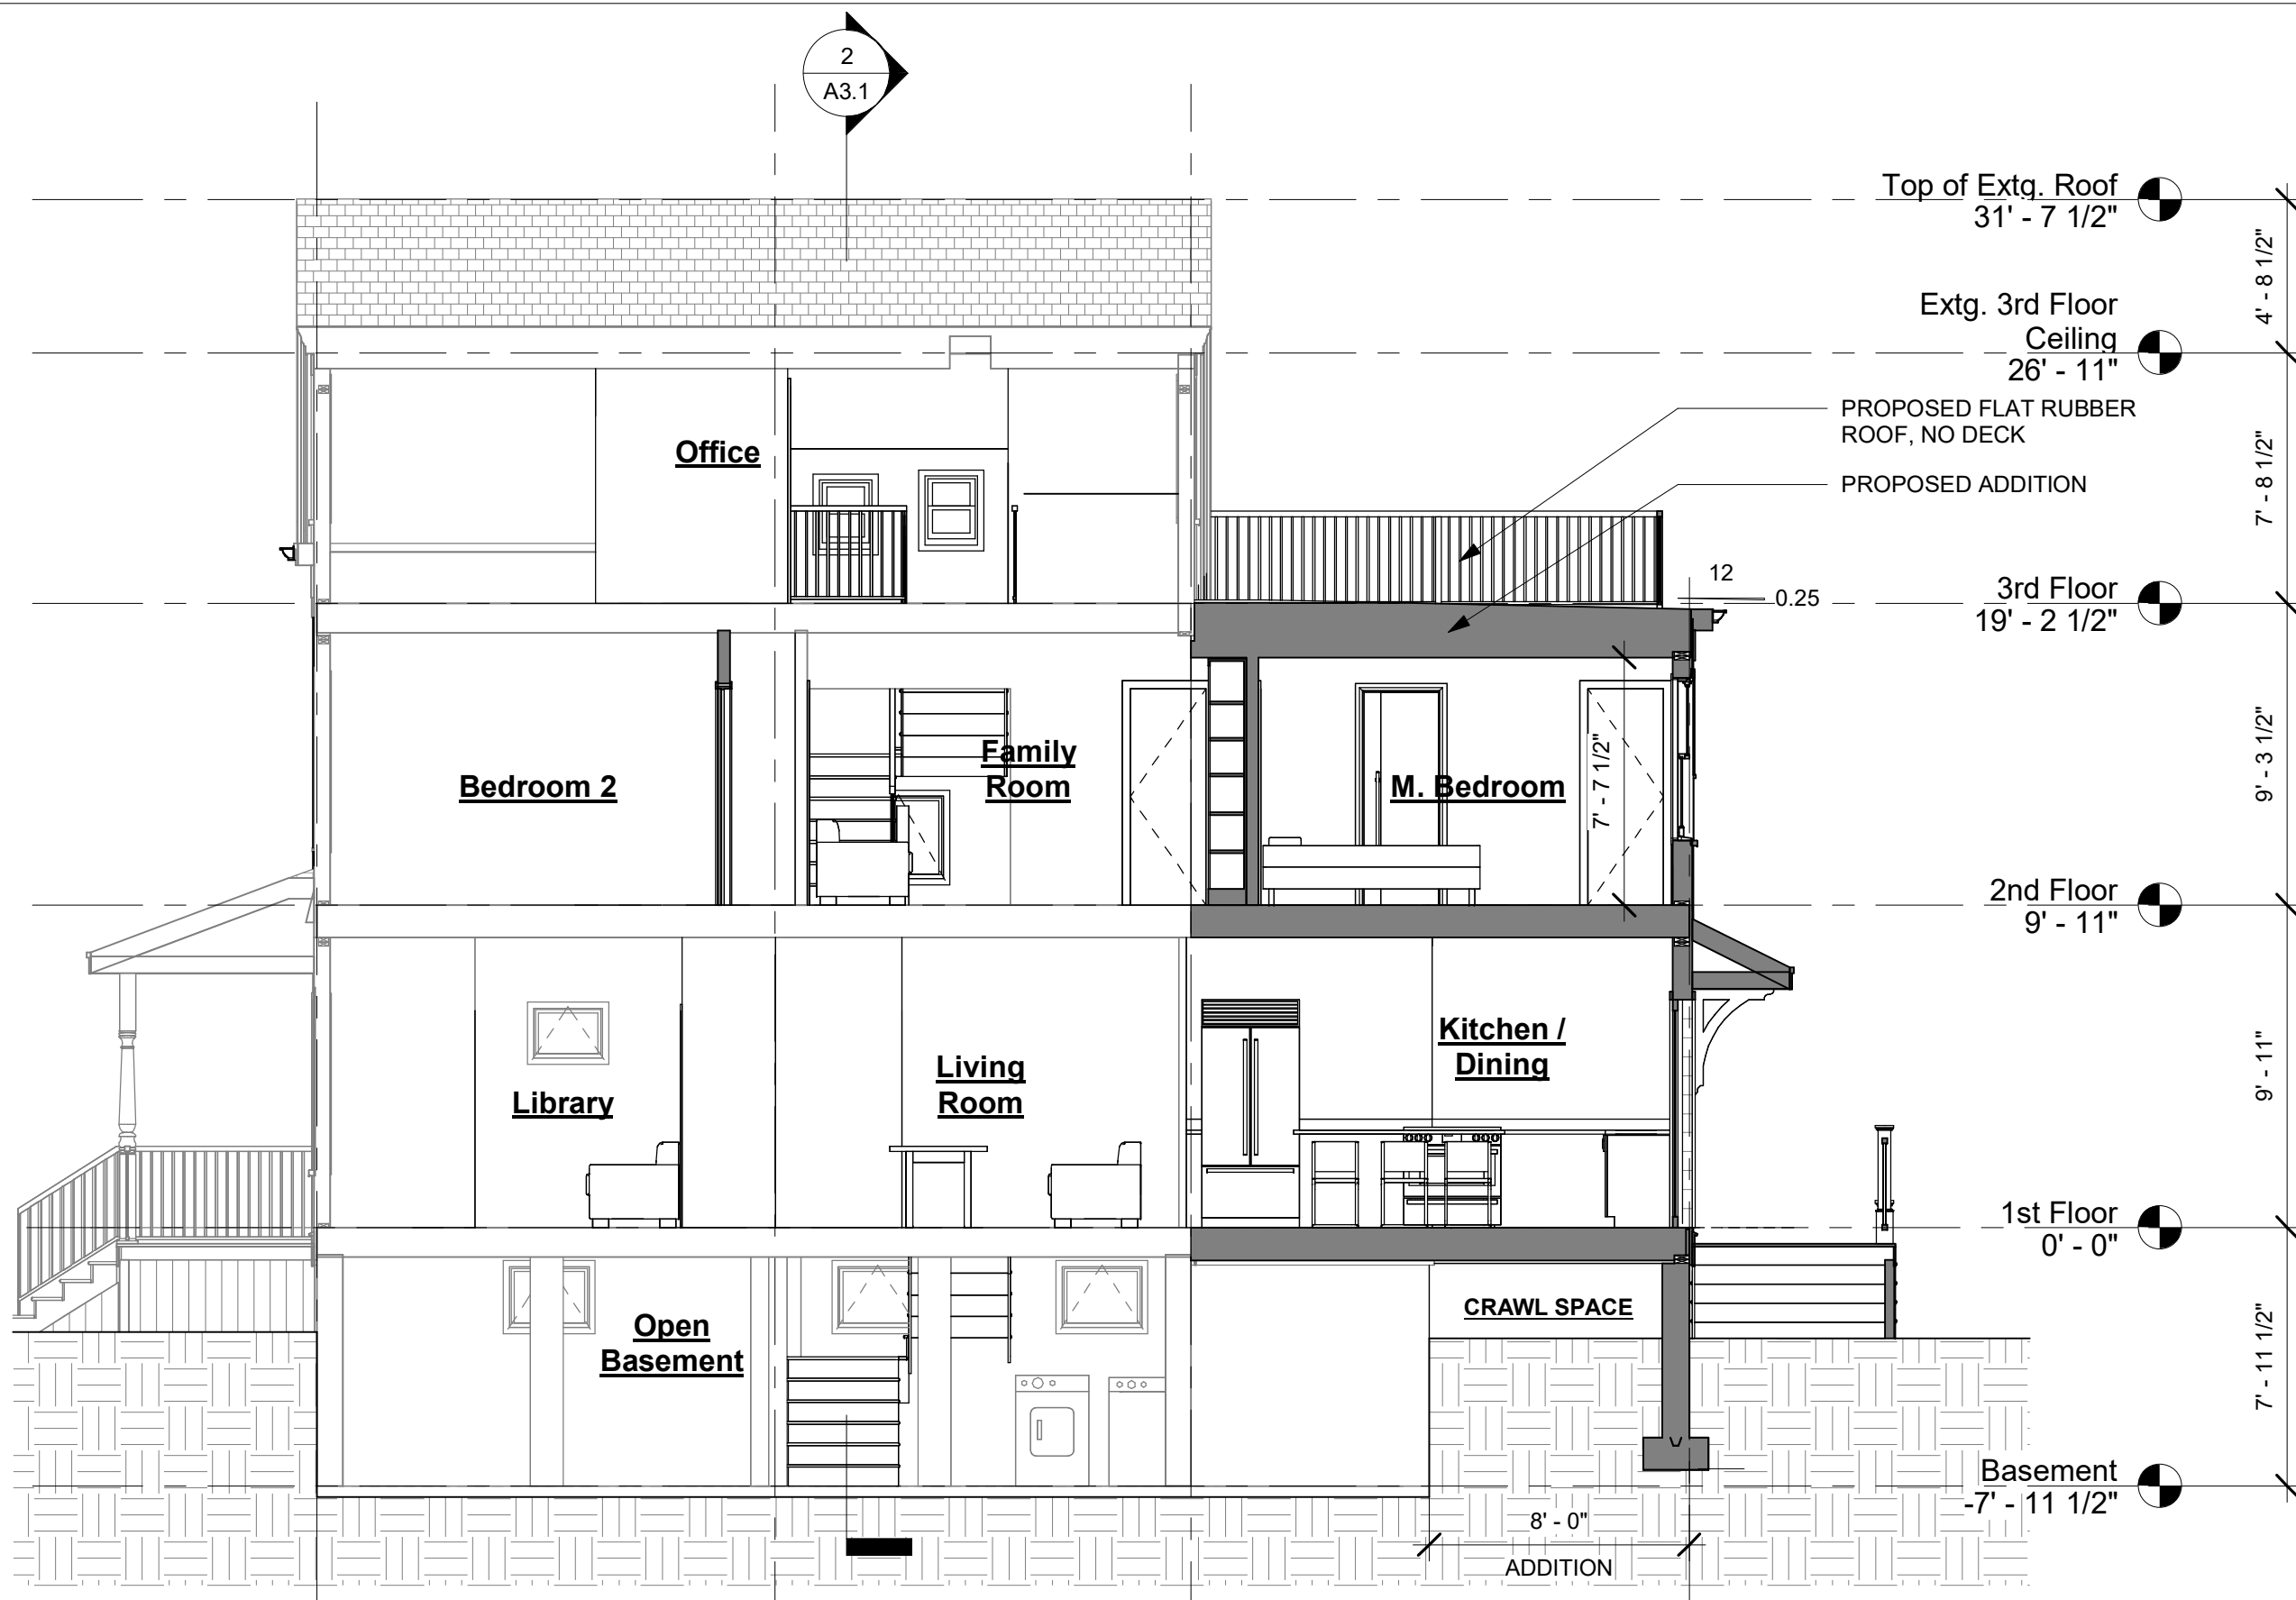 2
A3.1
Top of Extg. Roof
31' - 7 1/2"
4' - 8 1/2"
Extg. 3rd Floor
Ceiling
26' - 11"
PROPOSED FLAT RUBBER
ROOF, NO DECK
7' - 8 1/2"
Office
PROPOSED ADDITION
12
0.25
3rd Floor
19' - 2 1/2"
Bedroom 2
Family
Room
M. Bedroom
7' - 7 1/2"
9' - 3 1/2"
2nd Floor
9' - 11"
Library
Living
Room
Kitchen /
Dining
9' - 11"
1st Floor
0' - 0"
Open
Basement
CRAWL SPACE
7' - 11 1/2"
Basement
-7' - 11 1/2"
8' - 0"
ADDITION